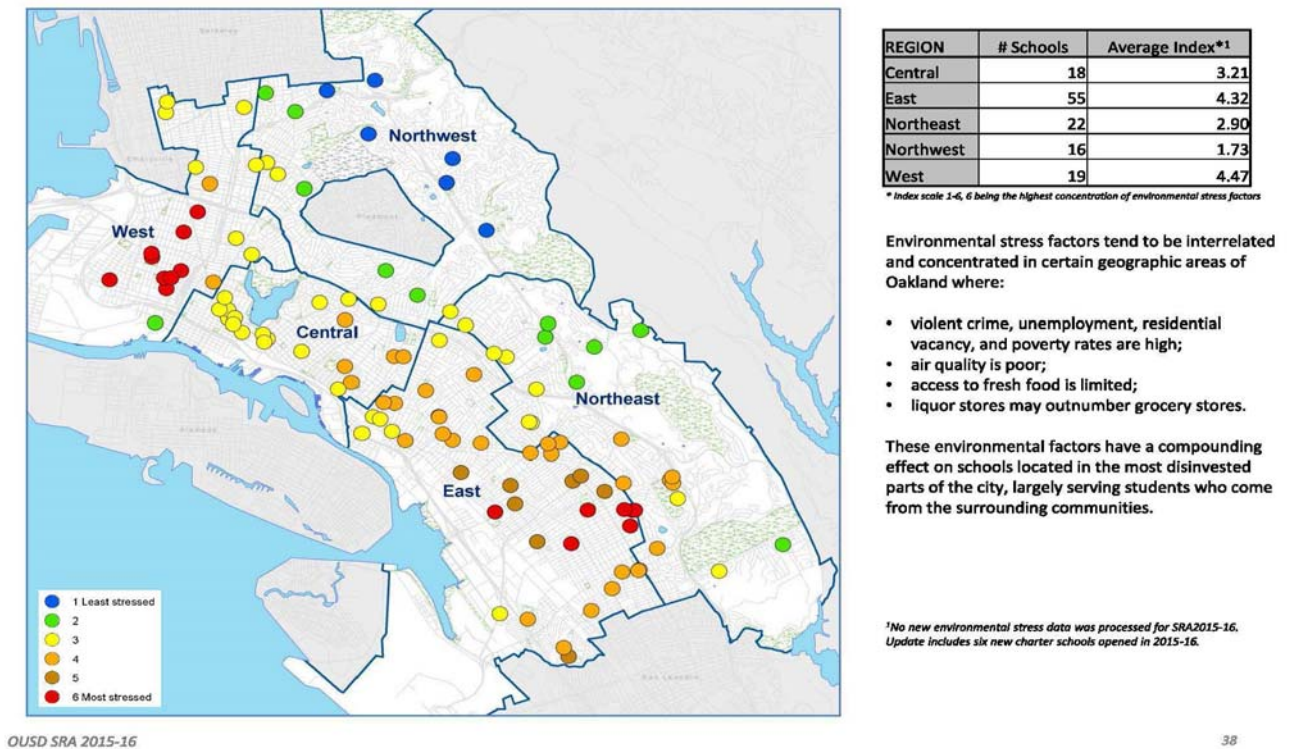 Berkeley
Northwest
Emeryville
Piedmont
West
Central
Northeast
East
Alameda
San Leandro
1 Least stressed
2
3
4
5
6 Most stressed
REGION # Schools Average Index*1
Central 18 3.21
East 55 4.32
Northeast 22 2.90
Northwest 16 1.73
West 19 4.47
* Index scale 1-6, 6 being the highest concentration of environmental stress factors
Environmental stress factors tend to be interrelated
and concentrated in certain geographic areas of
Oakland where:
• violent crime, unemployment, residential
vacancy, and poverty rates are high;
• air quality is poor;
• access to fresh food is limited;
• liquor stores may outnumber grocery stores.
These environmental factors have a compounding
effect on schools located in the most disinvested
parts of the city, largely serving students who come
from the surrounding communities.
¹No new environmental stress data was processed for SRA2015-16.
Update includes six new charter schools opened in 2015-16.
OUSD SRA 2015-16
38